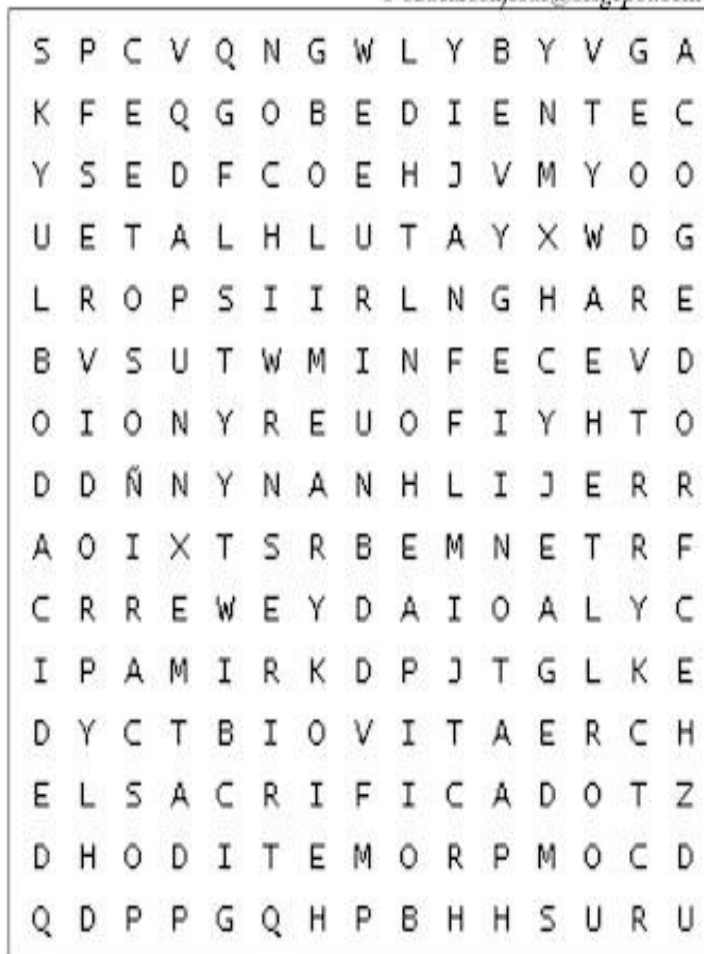 S P C V Q N G W L Y B Y V G A
K F E Q G O B E D I E N T E C
Y S E D F C O E H J V M Y O O
U E T A L H L U T A Y X W D G
L R O P S I I R L N G H A R E
B V S U T W M I N F E C E V D
O I O N Y R E U O F I Y H T O
D D Ñ N Y N A N H L I J E R R
A O I X T S R B E M N E T R F
C R R E W E Y D A I O A L Y C
I P A M I R K D P J T G L K E
D Y C T B I O V I T A E R C H
E L S A C R I F I C A D O T Z
D H O D I T E M O R P M O C D
Q D P P G Q H P B H H S U R U